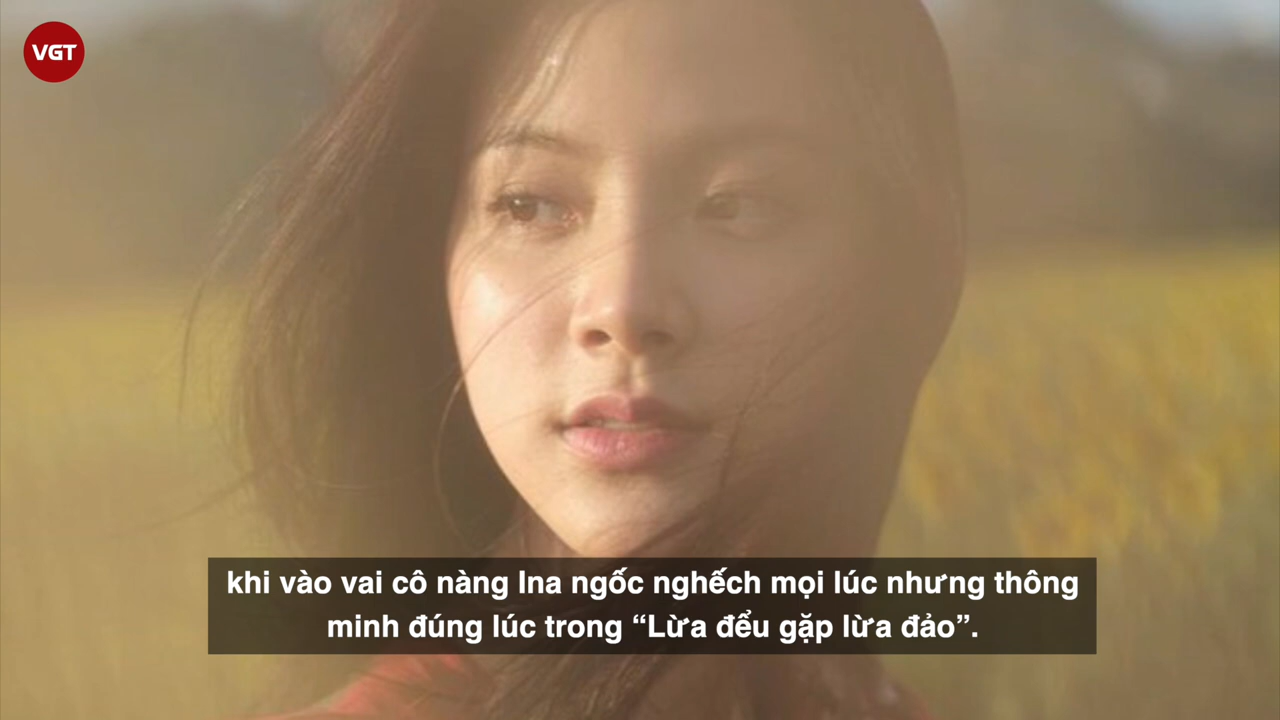 VGT
khi vào vai cô nàng Ina ngốc nghếch mọi lúc nhưng thông
minh đúng lúc trong “Lừa đểu gặp lừa đảo”.